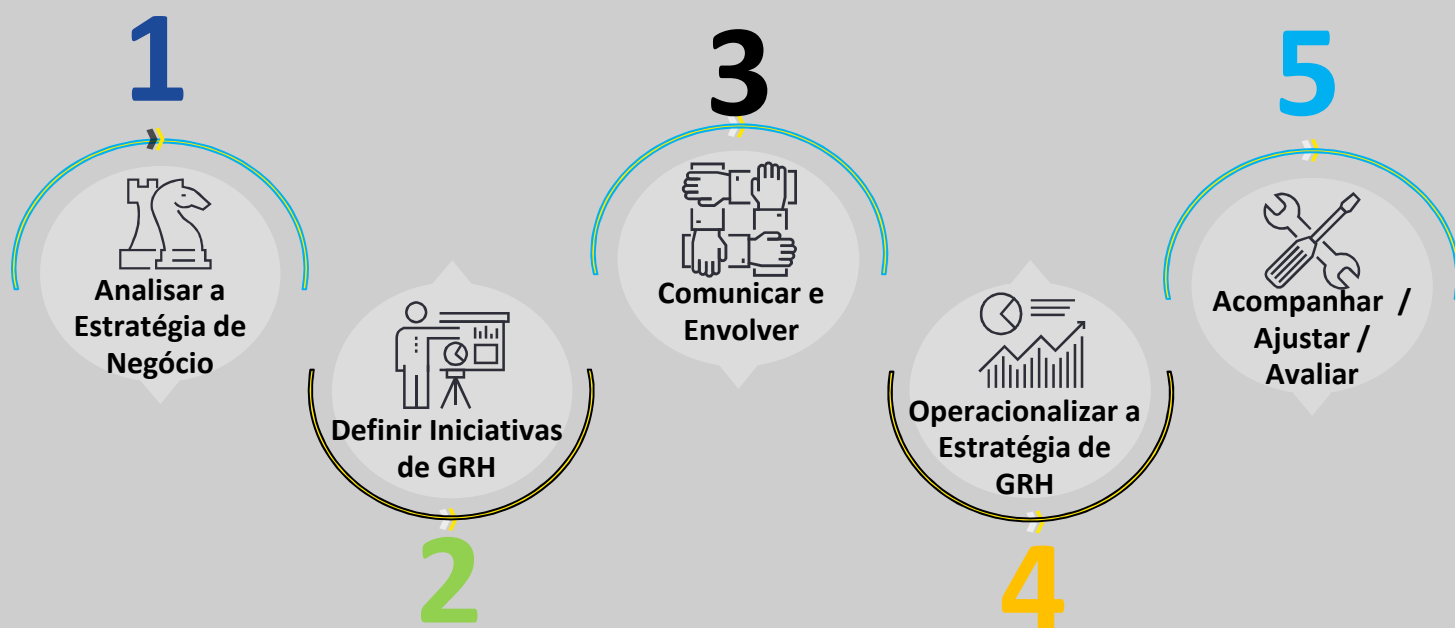 1
Analisar a
Estratégia de
Negócio
2
Definir Iniciativas
de GRH
3
Comunicar e
Envolver
4
Operacionalizar a
Estratégia de
GRH
5
Acompanhar /
Ajustar /
Avaliar